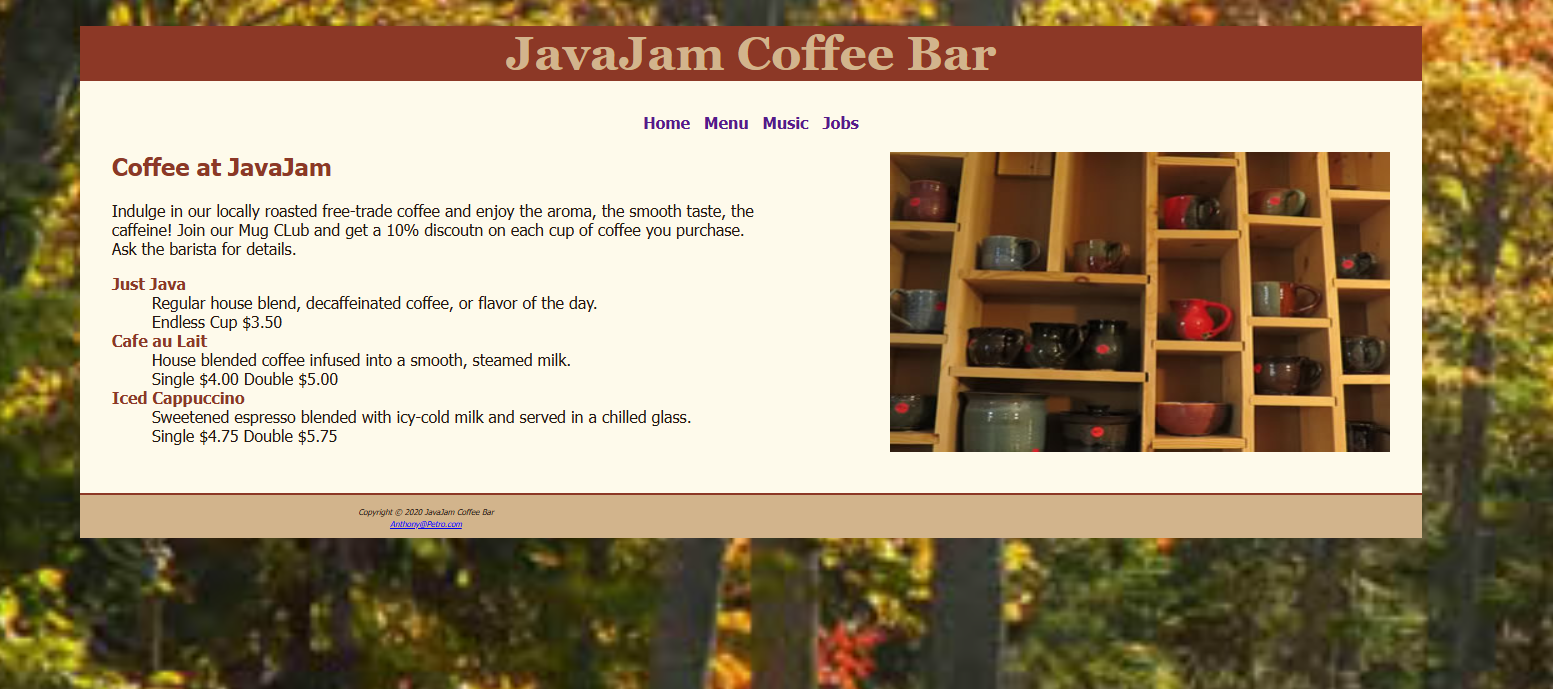 JavaJam Coffee Bar
Home Menu Music Jobs
Coffee at JavaJam
Indulge in our locally roasted free-trade coffee and enjoy the aroma, the smooth taste, the
caffeine! Join our Mug CLub and get a 10% discoutn on each cup of coffee you purchase.
Ask the barista for details.
Just Java
Regular house blend, decaffeinated coffee, or flavor of the day.
Endless Cup $3.50
Cafe au Lait
House blended coffee infused into a smooth, steamed milk.
Single $4.00 Double $5.00
Iced Cappuccino
Sweetened espresso blended with icy-cold milk and served in a chilled glass.
Single $4.75 Double $5.75
Copyright © 2020 JavaJam Coffee Bar
Anthony@Petro.com